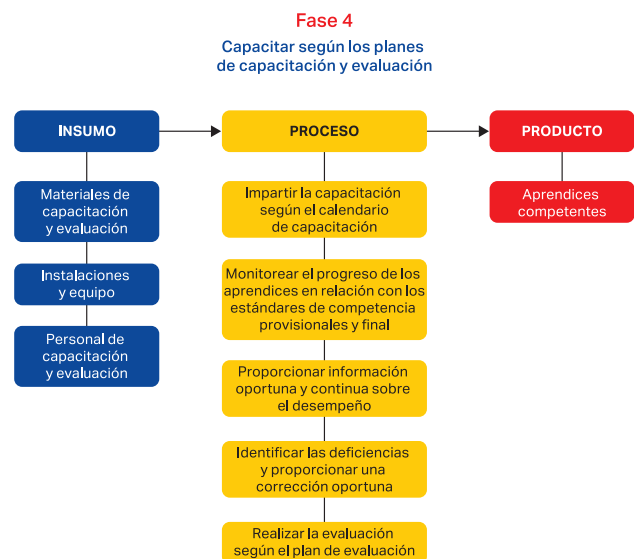 Fase 4
Capacitar según los planes
de capacitación y evaluación
INSUMO
PROCESO
PRODUCTO
Materiales de
capacitación
y evaluación
Instalaciones
y equipo
Personal de
capacitación
y evaluación
Impartir la capacitación
según el calendario
de capacitación
Monitorear el progreso de los
aprendices en relación con los
estándares de competencia
provisionales y final
Proporcionar información
oportuna y continua sobre
el desempeño
Identificar las deficiencias
y proporcionar una
corrección oportuna
Realizar la evaluación
según el plan de evaluación
Aprendices
competentes